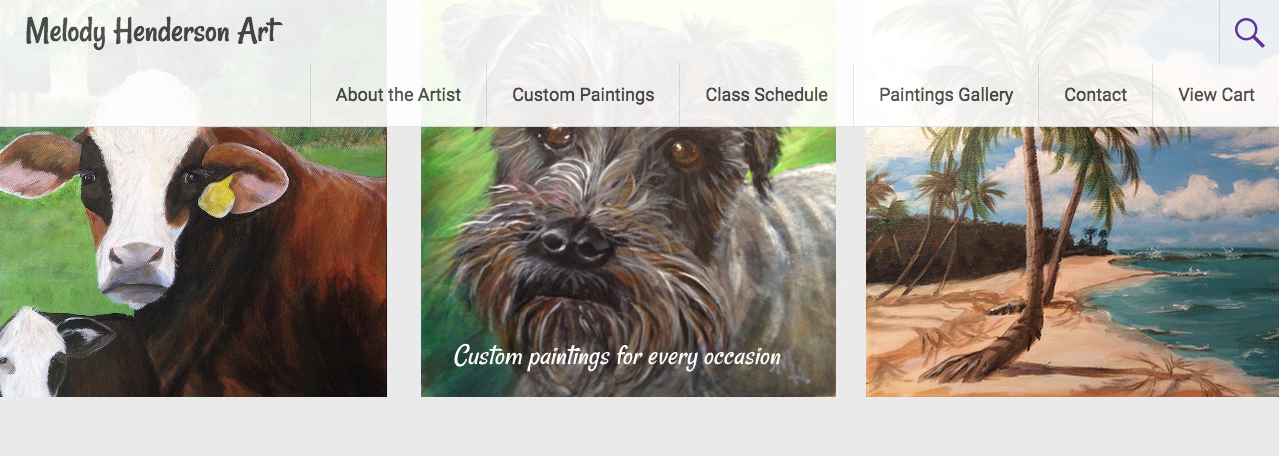 Melody Henderson Art
About the Artist
Custom Paintings
Class Schedule
Paintings Gallery
Contact
View Cart
Custom paintings for every occasion